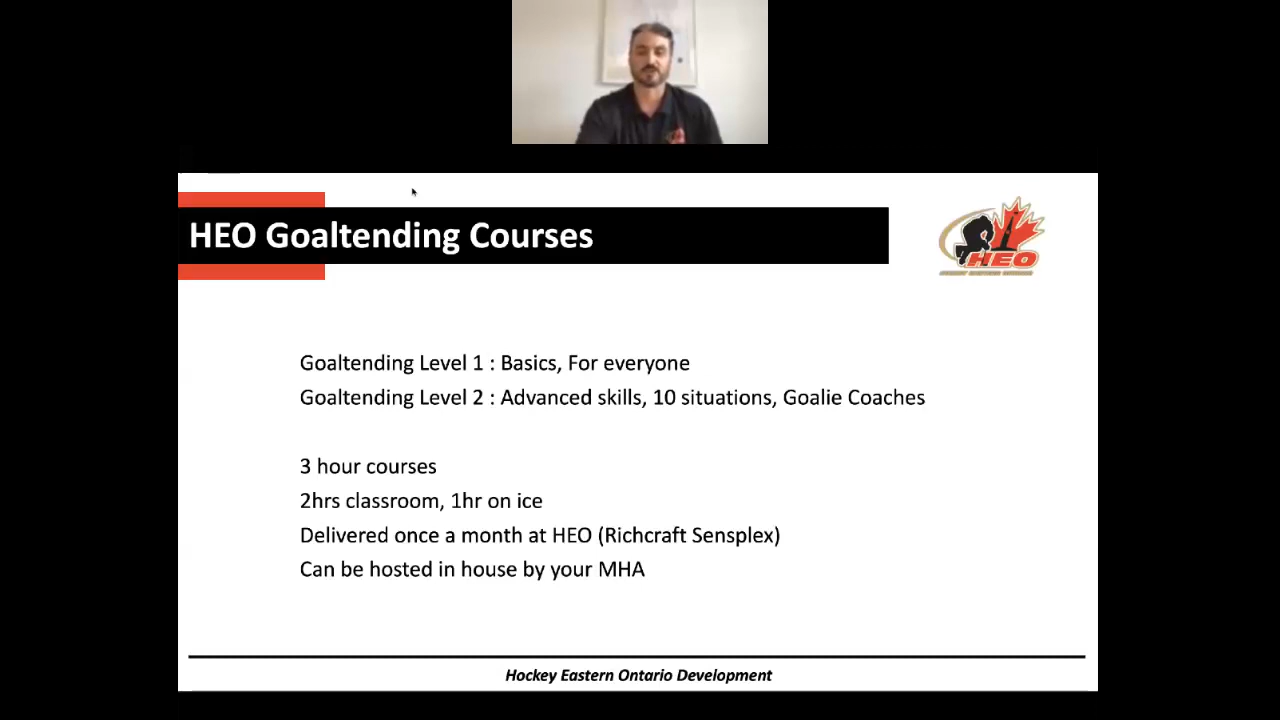 HEO Goaltending Courses
HEO
Goaltending Level 1 : Basics, For everyone
Goaltending Level 2 : Advanced skills, 10 situations, Goalie Coaches
3 hour courses
2hrs classroom, 1hr on ice
Delivered once a month at HEO (Richcraft Sensplex)
Can be hosted in house by your MHA
Hockey Eastern Ontario Development